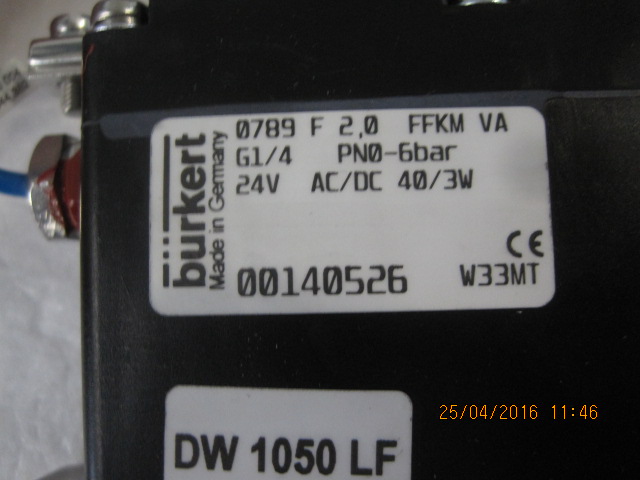 bürkert
Made in Germany
0789 F 2,0 FFKM VA
G1/4 PN0-6bar
24V AC/DC 40/3W
CE
00140526 W33MT
DW 1050 LF
25/04/2016 11:46